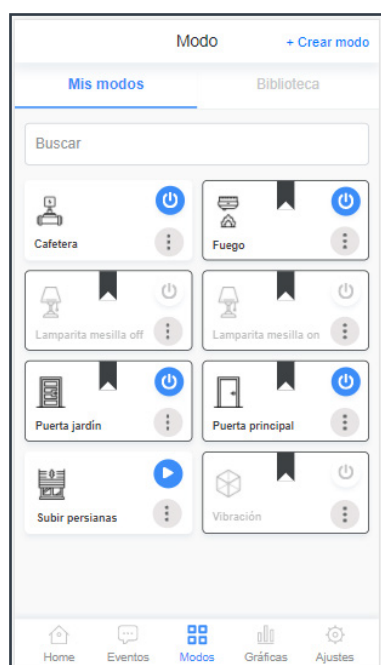 Modo + Crear modo
Mis modos Biblioteca
Buscar
Cafetera Fuego
Lamparita mesilla off Lamparita mesilla on
Puerta jardín Puerta principal
Subir persianas Vibración
Home Eventos Modos Gráficas Ajustes